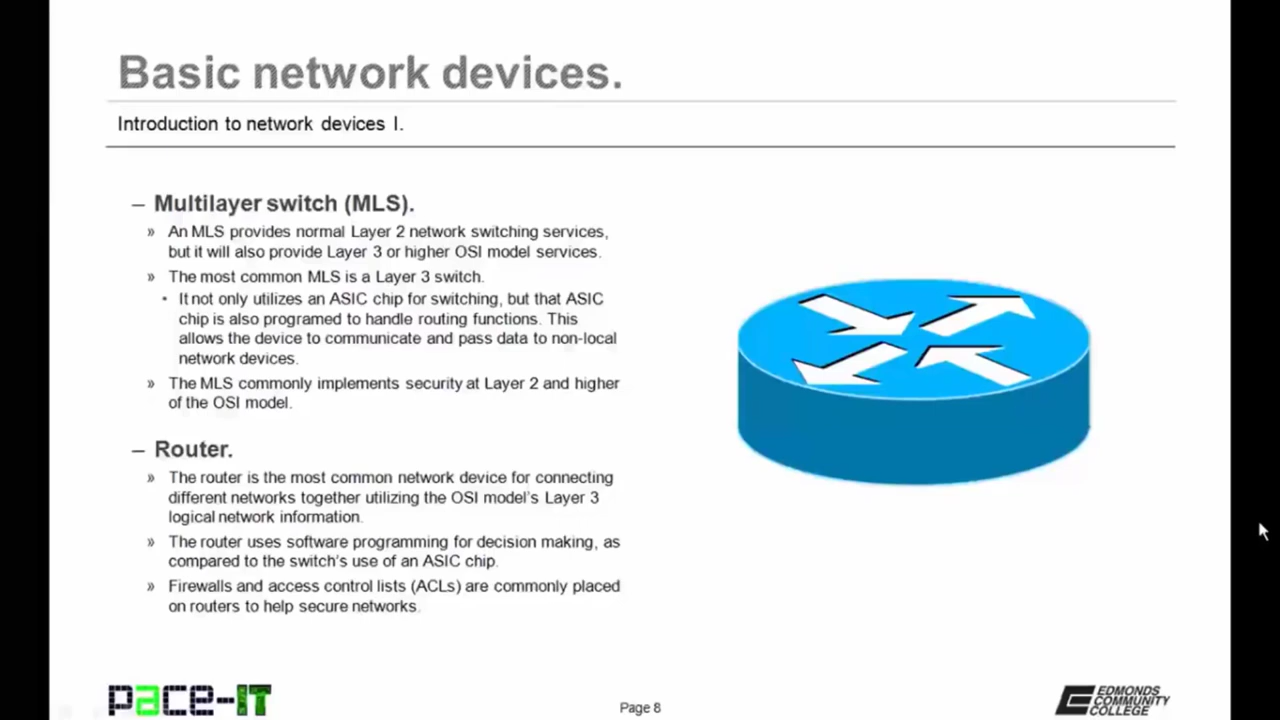 Basic network devices.
Introduction to network devices I.
– Multilayer switch (MLS).
» An MLS provides normal Layer 2 network switching services,
but it will also provide Layer 3 or higher OSI model services.
» The most common MLS is a Layer 3 switch.
• It not only utilizes an ASIC chip for switching, but that ASIC
chip is also programed to handle routing functions. This
allows the device to communicate and pass data to non-local
network devices.
» The MLS commonly implements security at Layer 2 and higher
of the OSI model.
– Router.
» The router is the most common network device for connecting
different networks together utilizing the OSI model's Layer 3
logical network information.
» The router uses software programming for decision making, as
compared to the switch's use of an ASIC chip.
» Firewalls and access control lists (ACLs) are commonly placed
on routers to help secure networks.
pace-IT
Page 8
EDMONDS
COMMUNITY
COLLEGE